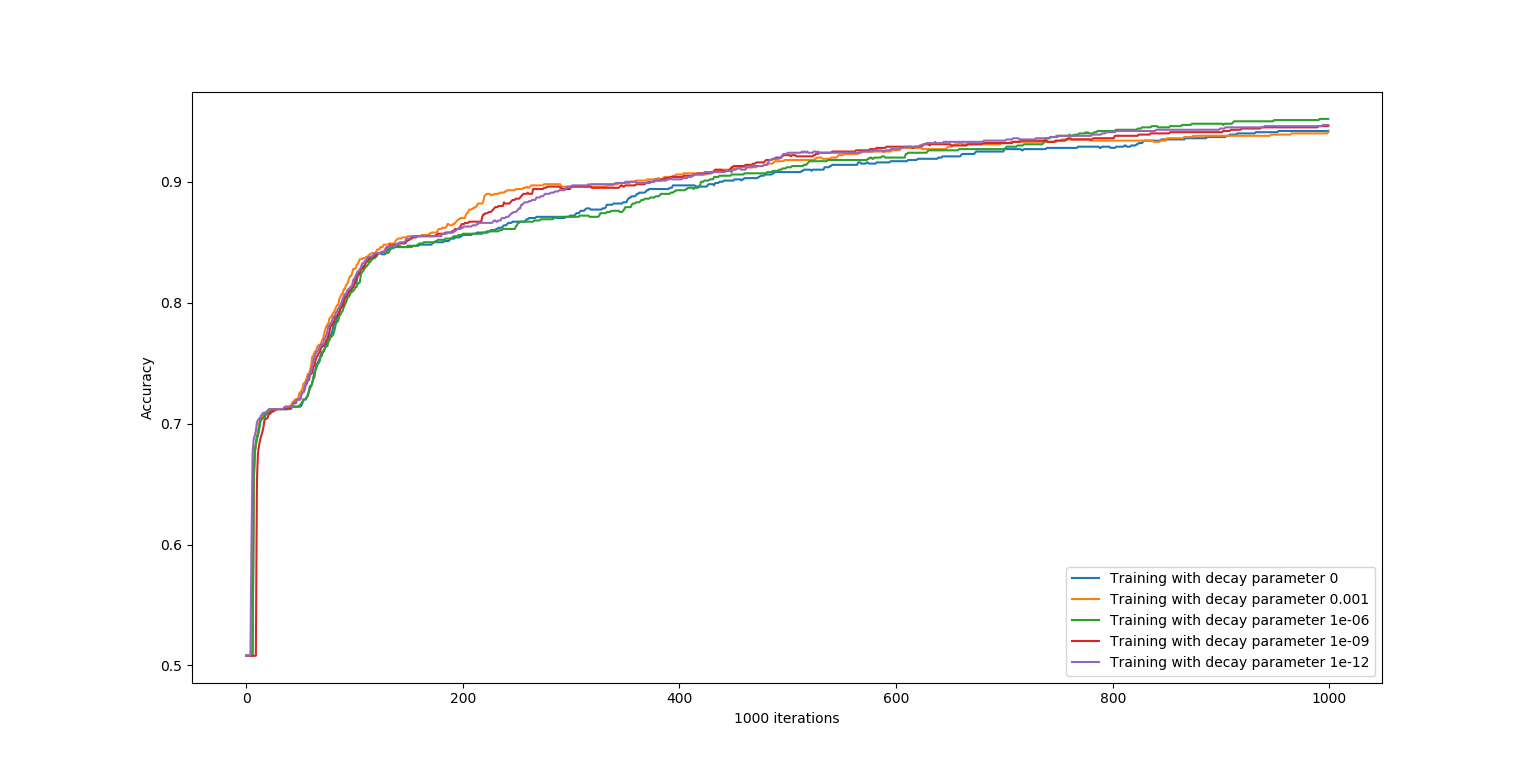 Accuracy
0.9
0.8
0.7
0.6
0.5
0
200
400
600
800
1000
1000 iterations
Training with decay parameter 0
Training with decay parameter 0.001
Training with decay parameter 1e-06
Training with decay parameter 1e-09
Training with decay parameter 1e-12